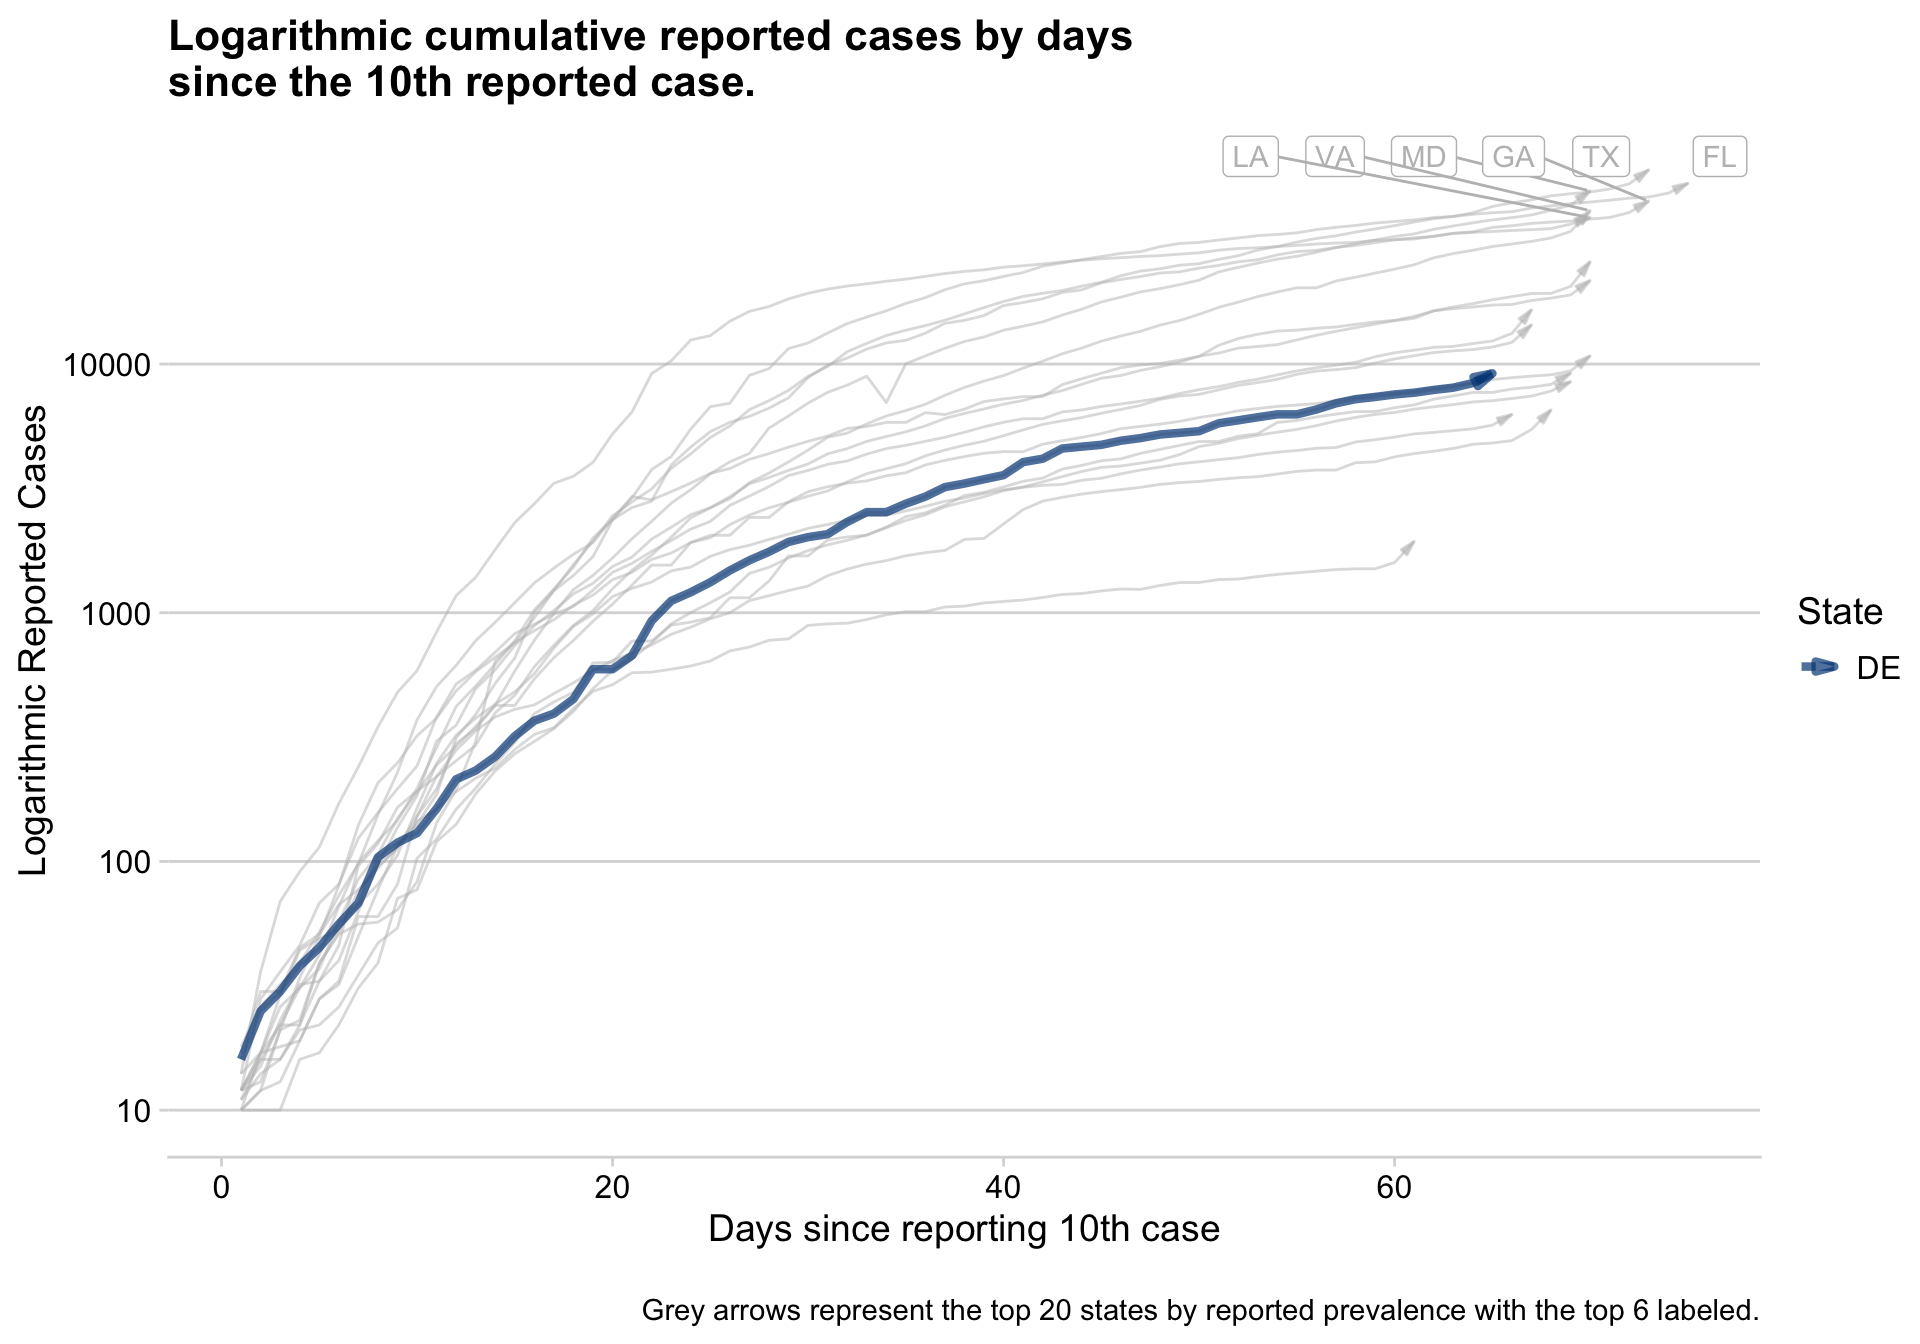 Logarithmic cumulative reported cases by days
since the 10th reported case.
LA VA MD GA TX FL
10000
1000
100
10
Logarithmic Reported Cases
State
DE
0 20 40 60
Days since reporting 10th case
Grey arrows represent the top 20 states by reported prevalence with the top 6 labeled.